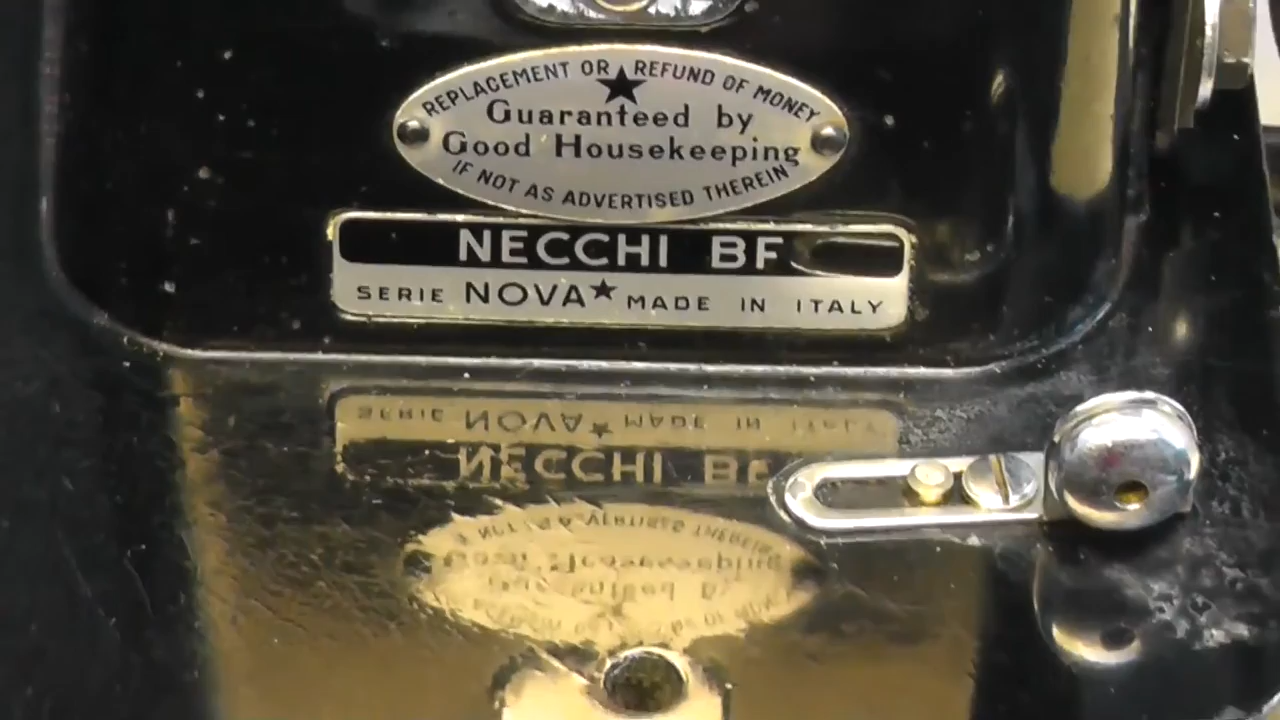 REPLACEMENT OR ★ REFUND OF MONEY
Guaranteed by
Good Housekeeping
IF NOT AS ADVERTISED THEREIN
NECCHI BF
SERIE NOVA★ MADE IN ITALY